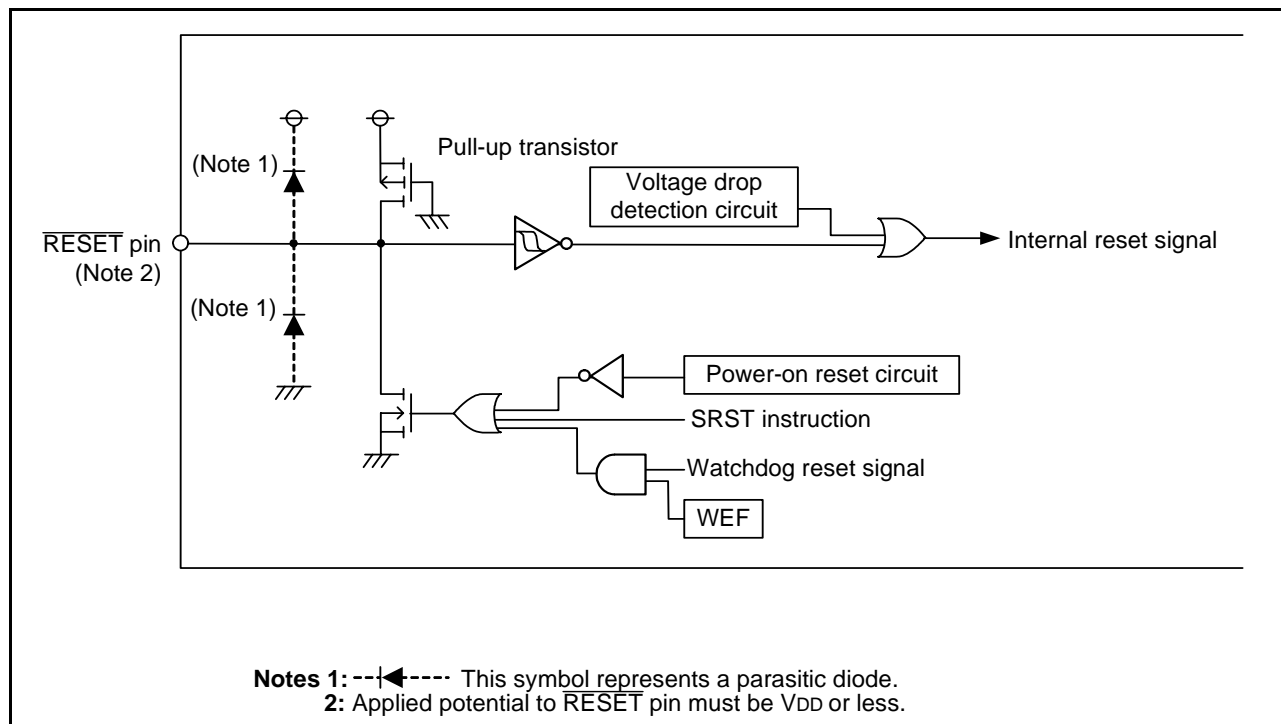 Pull-up transistor
(Note 1)
Voltage drop
detection circuit
RESET pin
(Note 2)
Internal reset signal
(Note 1)
Power-on reset circuit
SRST instruction
Watchdog reset signal
WEF
Notes 1: This symbol represents a parasitic diode.
2: Applied potential to RESET pin must be VDD or less.